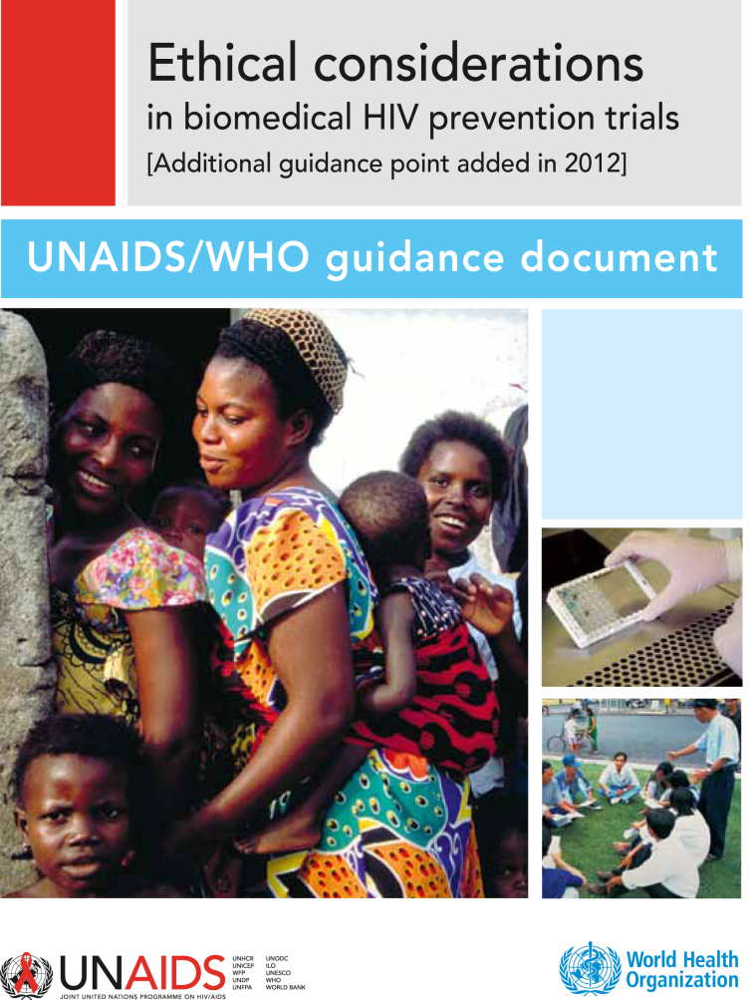 Ethical considerations
in biomedical HIV prevention trials
[Additional guidance point added in 2012]
UNAIDS/WHO guidance document
UNAIDS
JOINT UNITED NATIONS PROGRAMME ON HIV/AIDS
UNHCR
UNICEF
WFP
UNDP
UNFPA
UNODC
ILO
UNESCO
WHO
WORLD BANK
World Health
Organization